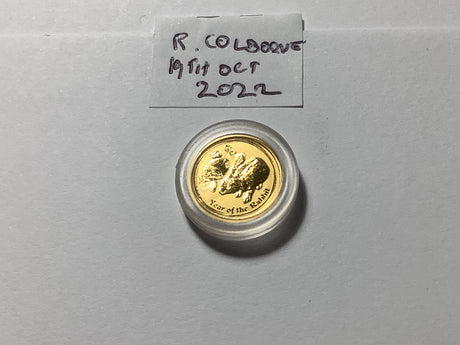 R. COLBORNE
19TH OCT
2022
Year of the Rabbit